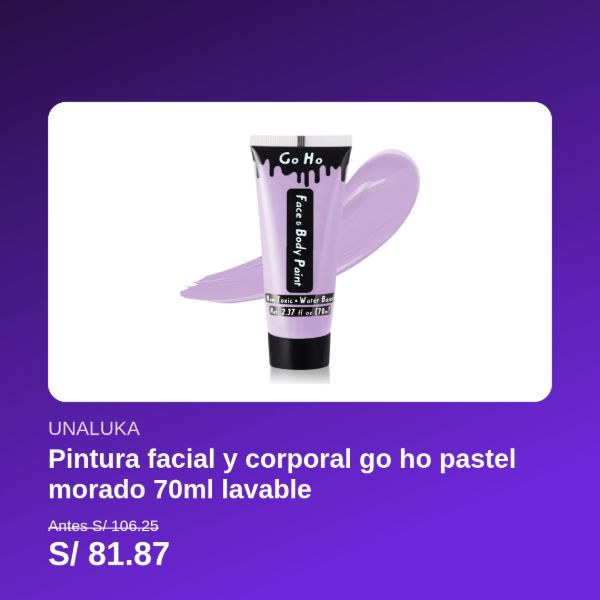 Go Ho
Face & Body Paint
Non Toxic • Water Based
Net 2.37 fl oz (70ml)
UNALUKA
Pintura facial y corporal go ho pastel
morado 70ml lavable
Antes S/ 106.25
S/ 81.87